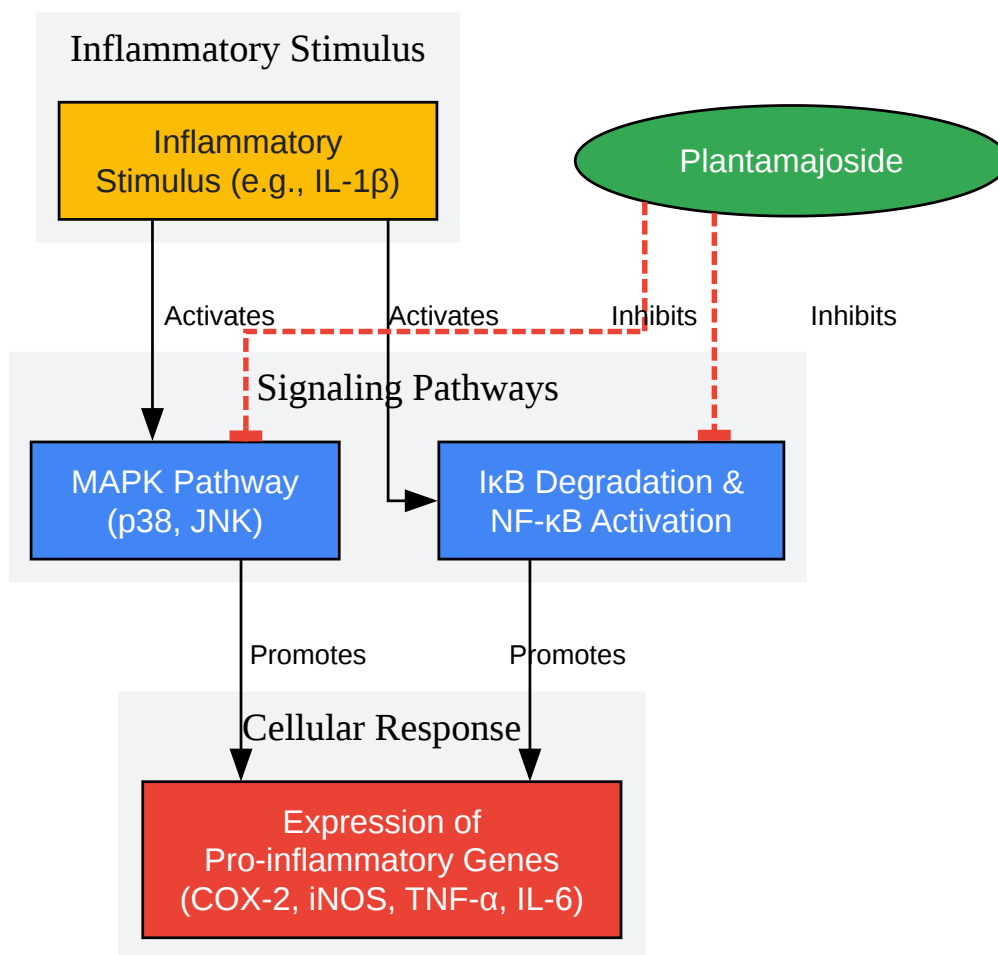 Inflammatory Stimulus
Inflammatory
Stimulus (e.g., IL-1β)
Plantamajoside
Activates
Activates
Inhibits
Inhibits
Signaling Pathways
MAPK Pathway
(p38, JNK)
IκB Degradation &
NF-κB Activation
Promotes
Promotes
Cellular Response
Expression of
Pro-inflammatory Genes
(COX-2, iNOS, TNF-α, IL-6)